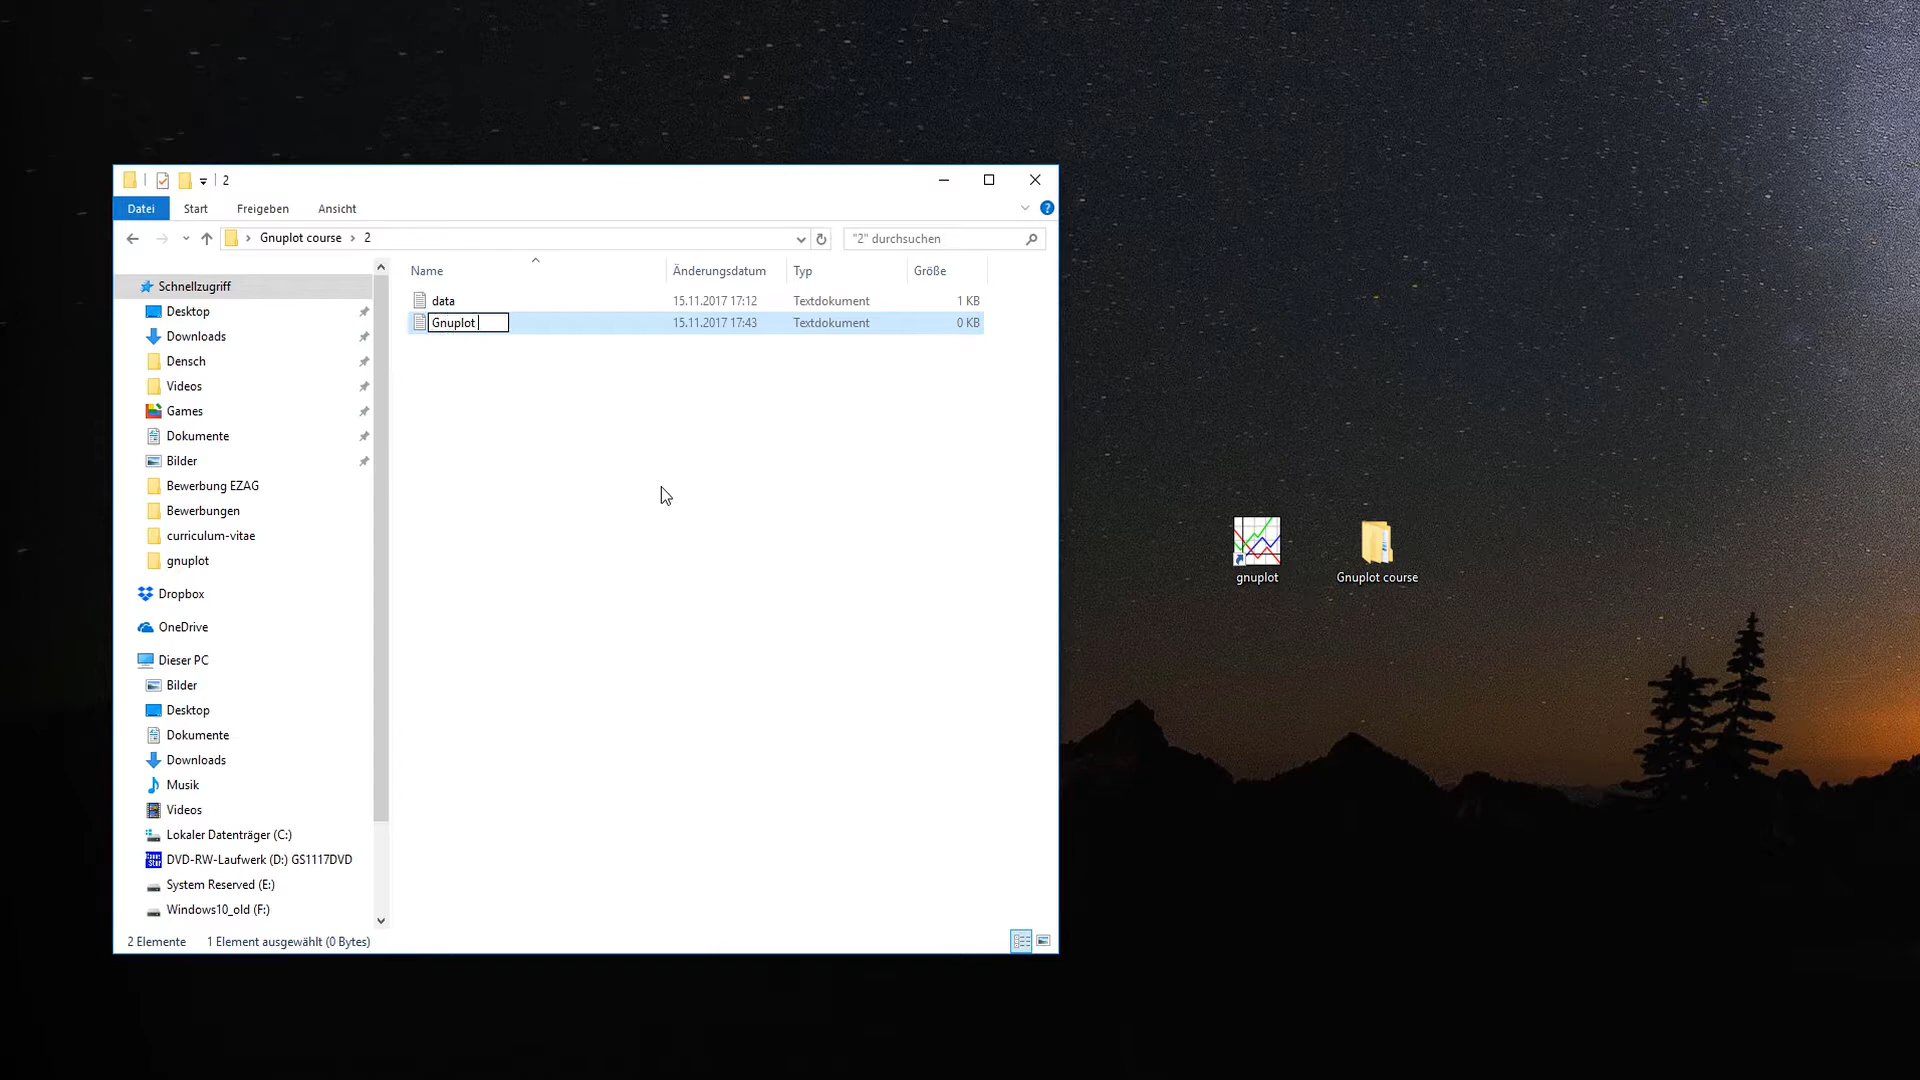 2
Datei Start Freigeben Ansicht
Gnuplot course 2 "2" durchsuchen
Name Änderungsdatum Typ Größe
data 15.11.2017 17:12 Textdokument 1 KB
Gnuplot 15.11.2017 17:43 Textdokument 0 KB
Schnellzugriff
Desktop
Downloads
Densch
Videos
Games
Dokumente
Bilder
Bewerbung EZAG
Bewerbungen
curriculum-vitae
gnuplot
Dropbox
OneDrive
Dieser PC
Bilder
Desktop
Dokumente
Downloads
Musik
Videos
Lokaler Datenträger (C:)
DVD-RW-Laufwerk (D:) GS1117DVD
System Reserved (E:)
Windows10_old (F:)
2 Elemente 1 Element ausgewählt (0 Bytes)
gnuplot Gnuplot course